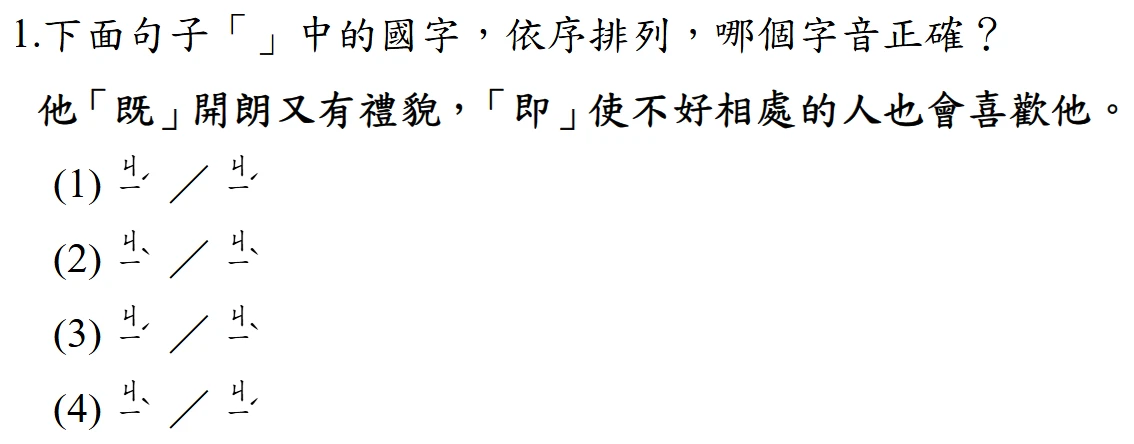 1.下面句子「 」中的國字，依序排列，哪個字音正確？
他「既」開朗又有禮貌，「即」使不好相處的人也會喜歡他。
(1) ㄐㄧˊ ／ ㄐㄧˊ
(2) ㄐㄧˋ ／ ㄐㄧˋ
(3) ㄐㄧˊ ／ ㄐㄧˋ
(4) ㄐㄧˋ ／ ㄐㄧˊ